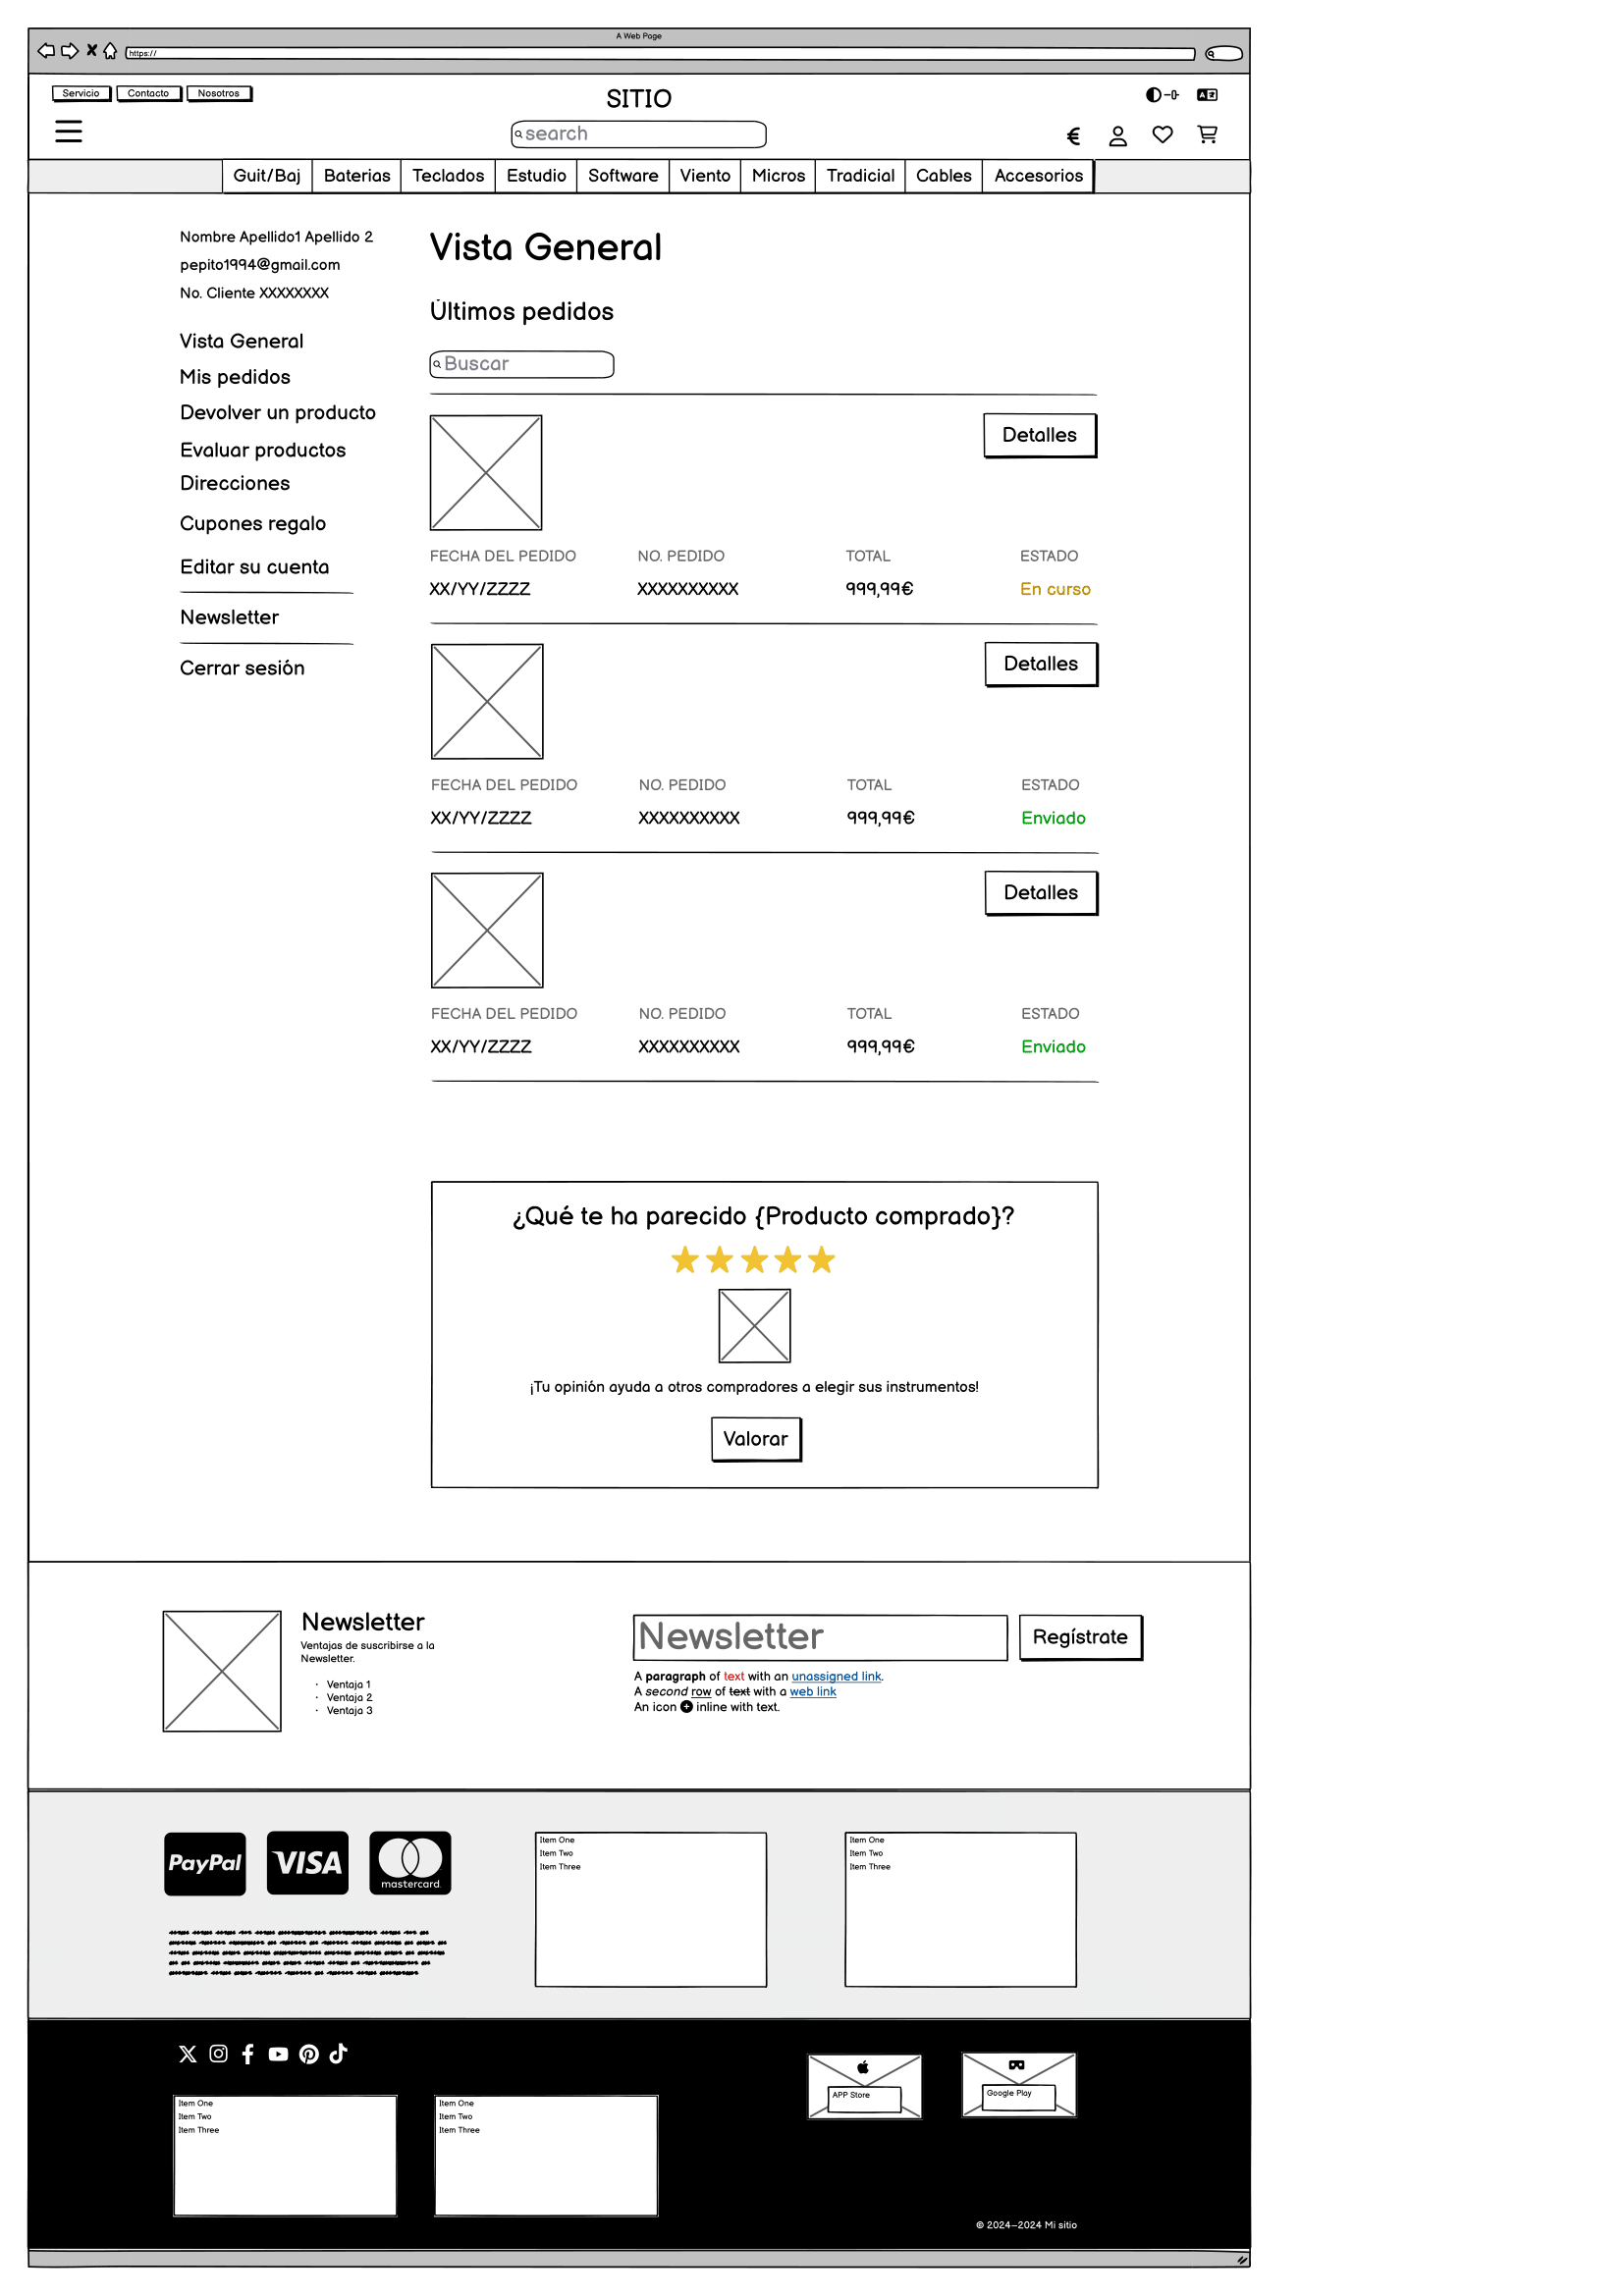 A Web Page
https://
Servicio Contacto Nosotros
SITIO
search
€
Guit/Baj Baterias Teclados Estudio Software Viento Micros Tradicial Cables Accesorios
Nombre Apellido1 Apellido 2
pepito1994@gmail.com
No. Cliente XXXXXXXX
Vista General
Mis pedidos
Devolver un producto
Evaluar productos
Direcciones
Cupones regalo
Editar su cuenta
Newsletter
Cerrar sesión
Vista General
Últimos pedidos
Buscar
Detalles
FECHA DEL PEDIDO NO. PEDIDO TOTAL ESTADO
XX/YY/ZZZZ XXXXXXXXXX 999,99€ En curso
Detalles
FECHA DEL PEDIDO NO. PEDIDO TOTAL ESTADO
XX/YY/ZZZZ XXXXXXXXXX 999,99€ Enviado
Detalles
FECHA DEL PEDIDO NO. PEDIDO TOTAL ESTADO
XX/YY/ZZZZ XXXXXXXXXX 999,99€ Enviado
¿Qué te ha parecido {Producto comprado}?
¡Tu opinión ayuda a otros compradores a elegir sus instrumentos!
Valorar
Newsletter
Ventajas de suscribirse a la
Newsletter.
· Ventaja 1
· Ventaja 2
· Ventaja 3
Newsletter
Regístrate
A paragraph of text with an unassigned link.
A second row of text with a web link
An icon inline with text.
PayPal VISA mastercard.
Item One
Item Two
Item Three
Item One
Item Two
Item Three
APP Store
Google Play
Item One
Item Two
Item Three
Item One
Item Two
Item Three
© 2024-2024 Mi sitio